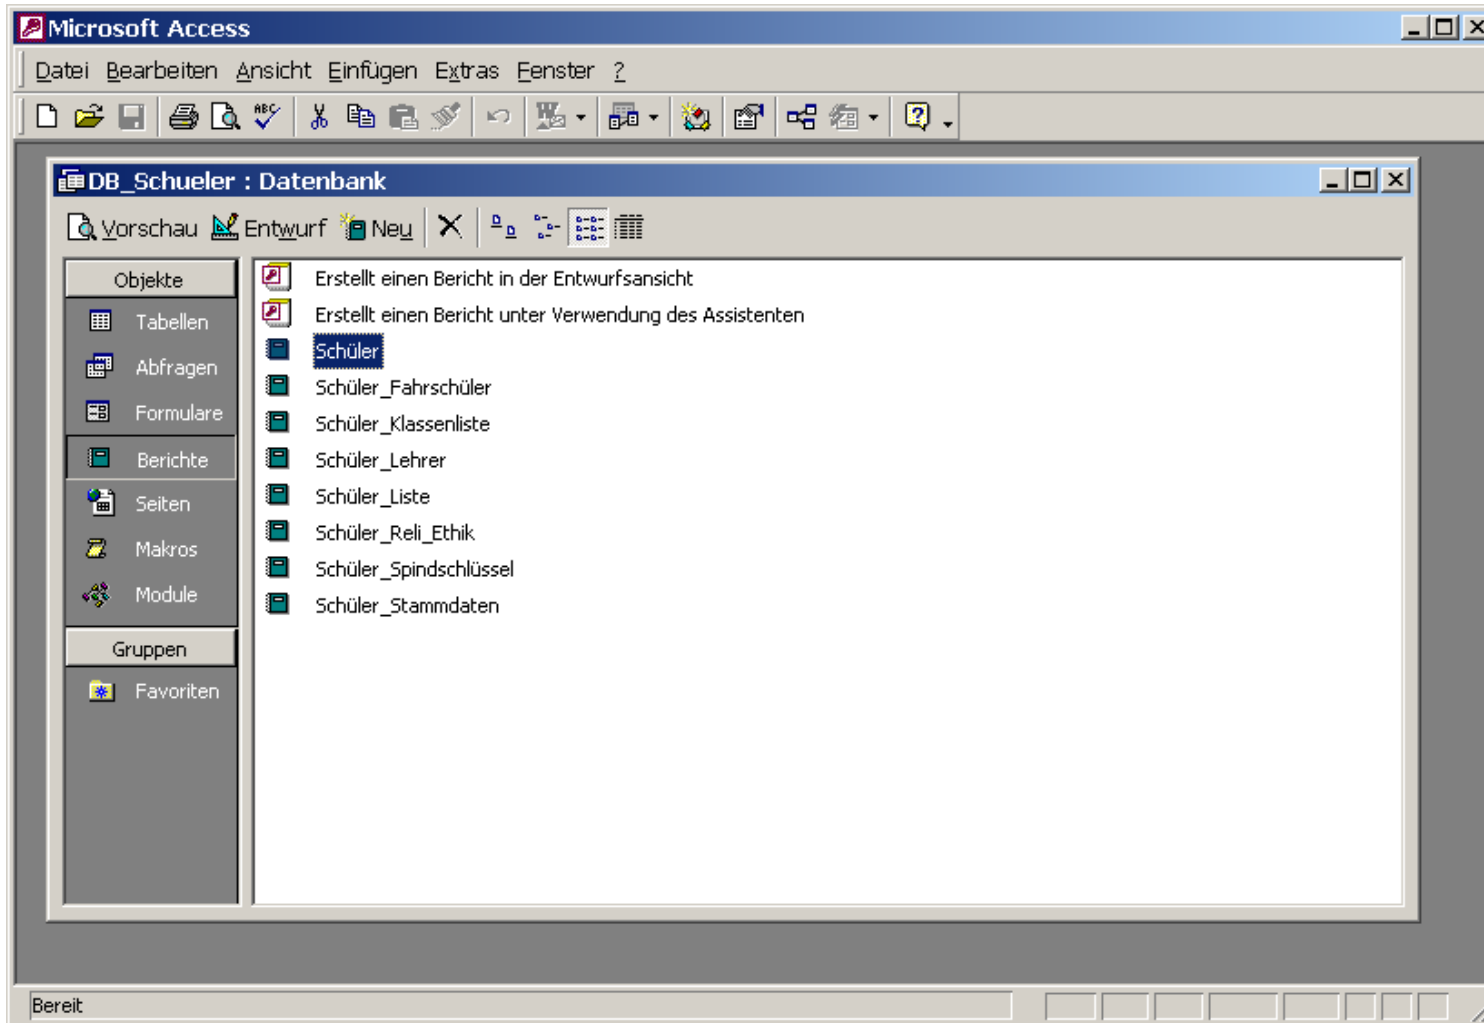 Microsoft Access
Datei Bearbeiten Ansicht Einfügen Extras Fenster ?
ABC
DB_Schueler : Datenbank
Vorschau Entwurf Neu
Objekte
Tabellen
Abfragen
Formulare
Berichte
Seiten
Makros
Module
Gruppen
Favoriten
Erstellt einen Bericht in der Entwurfsansicht
Erstellt einen Bericht unter Verwendung des Assistenten
Schüler
Schüler_Fahrschüler
Schüler_Klassenliste
Schüler_Lehrer
Schüler_Liste
Schüler_Reli_Ethik
Schüler_Spindschlüssel
Schüler_Stammdaten
Bereit